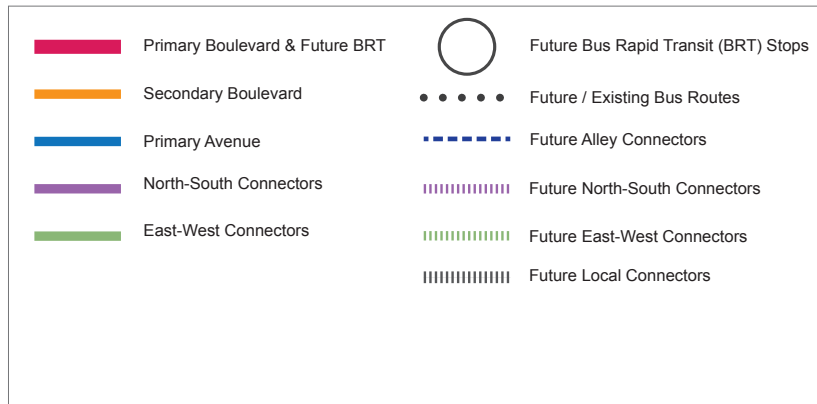 Primary Boulevard & Future BRT
Secondary Boulevard
Primary Avenue
North-South Connectors
East-West Connectors
Future Bus Rapid Transit (BRT) Stops
Future / Existing Bus Routes
Future Alley Connectors
Future North-South Connectors
Future East-West Connectors
Future Local Connectors